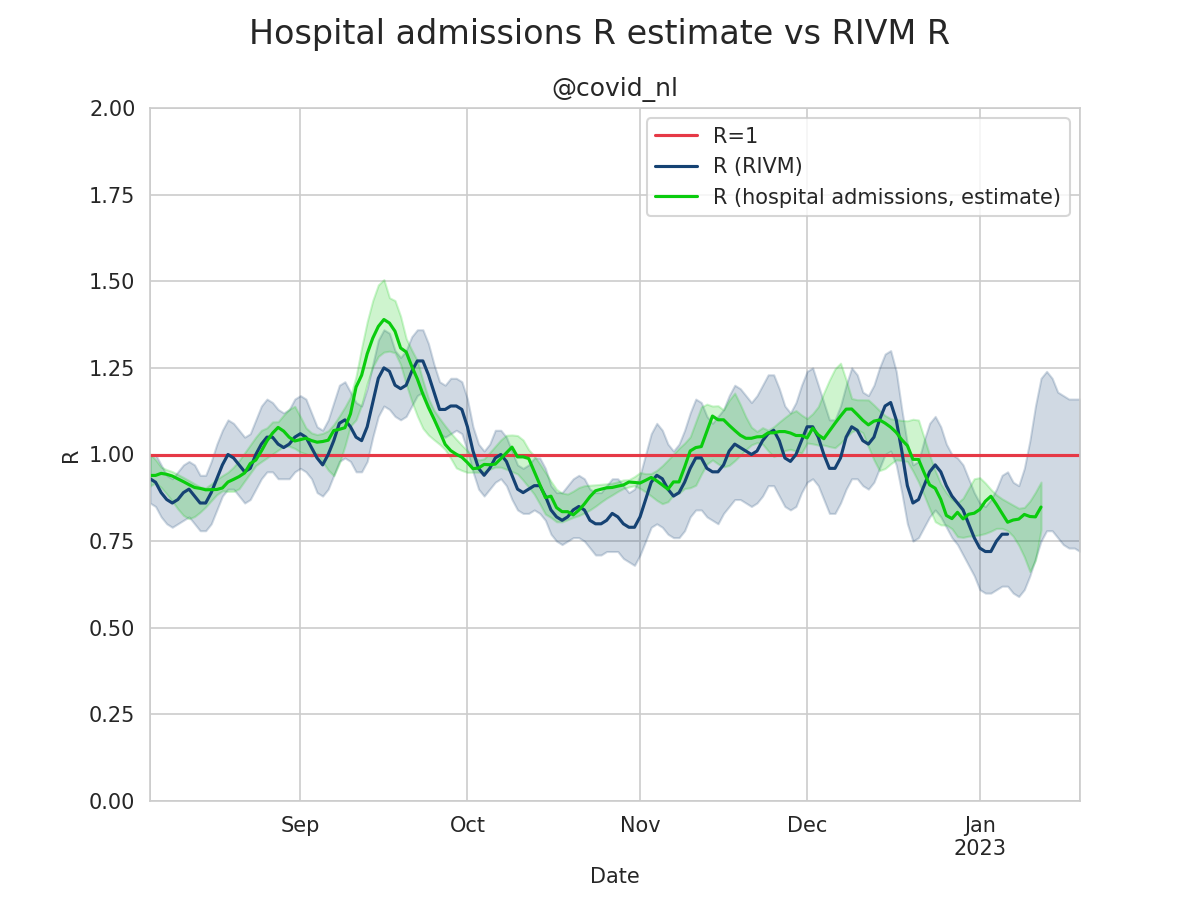 Hospital admissions R estimate vs RIVM R
@covid_nl
2.00
1.75
1.50
1.25
1.00
0.75
0.50
0.25
0.00
R
R=1
R (RIVM)
R (hospital admissions, estimate)
Sep
Oct
Nov
Dec
Jan
2023
Date